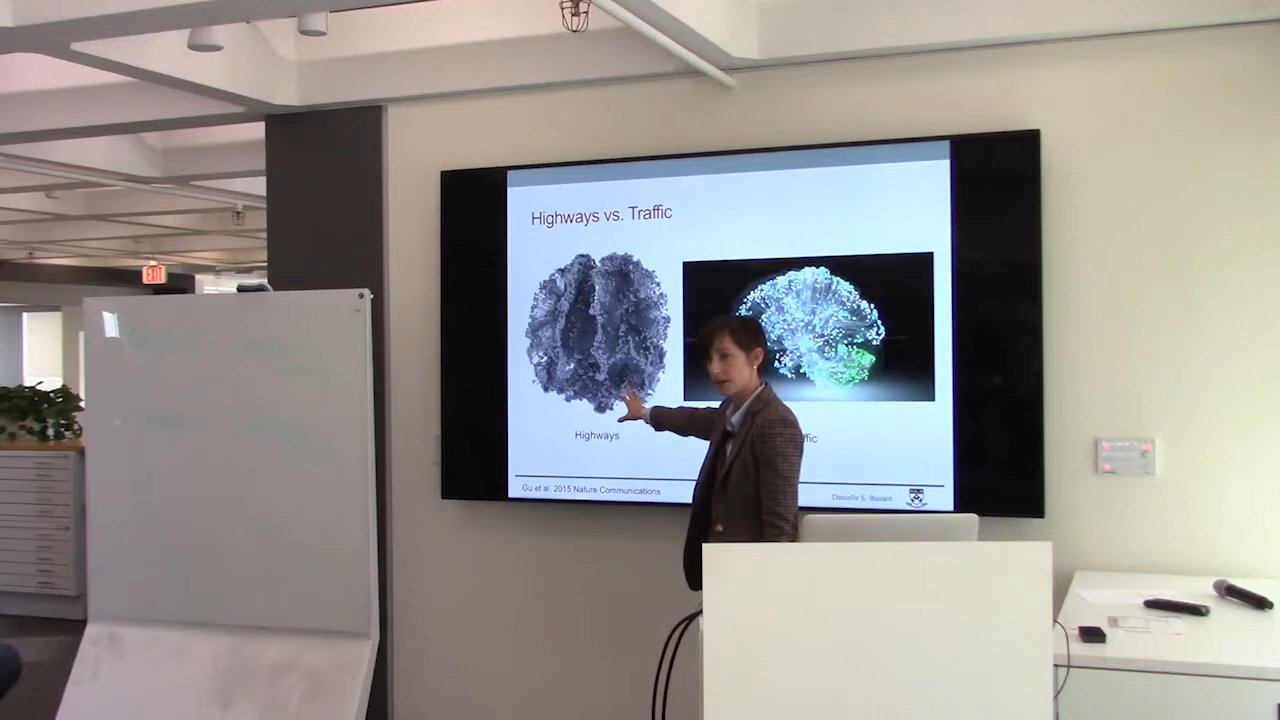 Highways vs. Traffic
EXIT
Highways
ffic
Gu et al. 2015 Nature Communications
Danielle S. Bassett